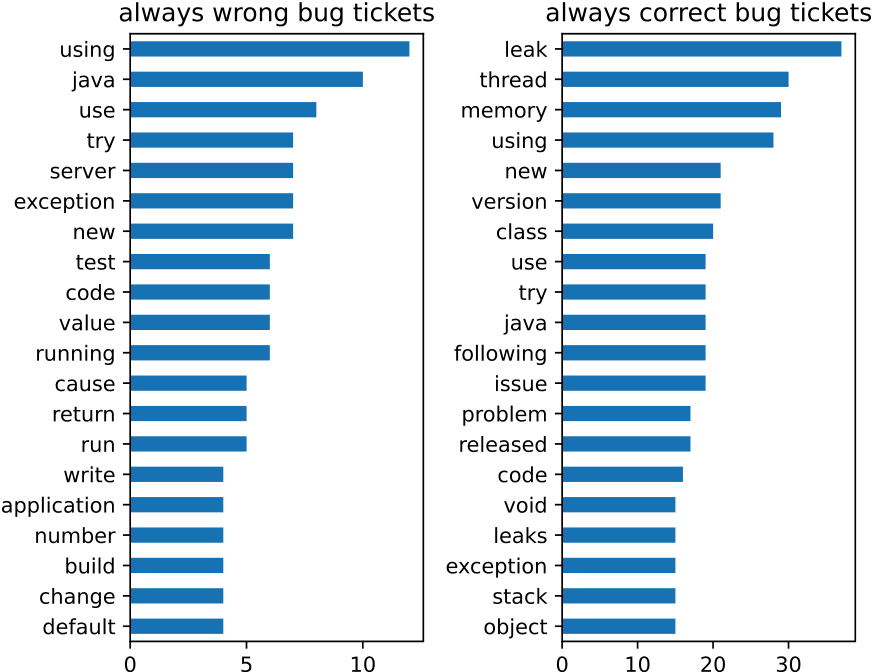 always wrong bug tickets
using
java
use
try
server
exception
new
test
code
value
running
cause
return
run
write
application
number
build
change
default
0 5 10
always correct bug tickets
leak
thread
memory
using
new
version
class
use
try
java
following
issue
problem
released
code
void
leaks
exception
stack
object
0 10 20 30